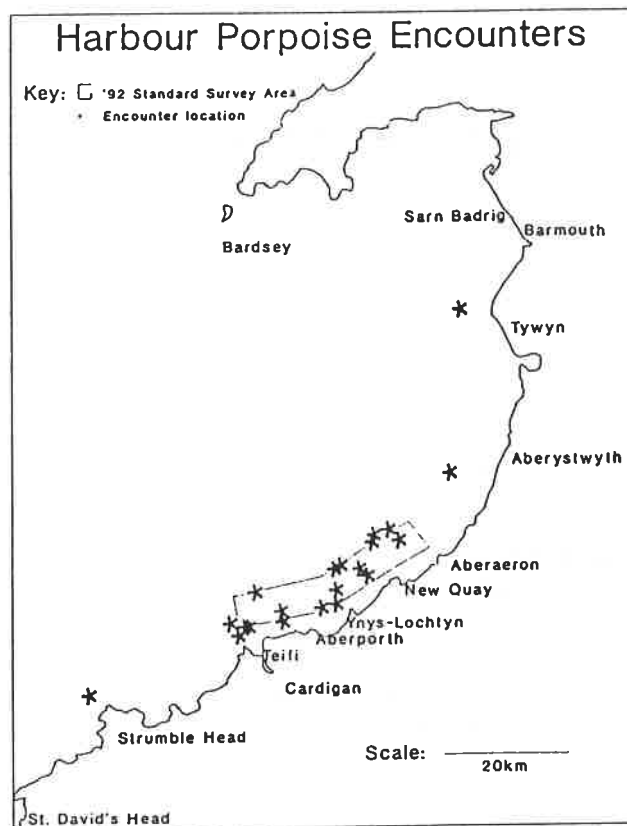 Harbour Porpoise Encounters
Key: '92 Standard Survey Area
* Encounter location
Sarn Badrig
Barmouth
Bardsey
Tywyn
Aberystwyth
Aberaeron
New Quay
Ynys-Lochtyn
Aberporth
Teifi
Cardigan
Strumble Head
Scale:
20km
St. David's Head